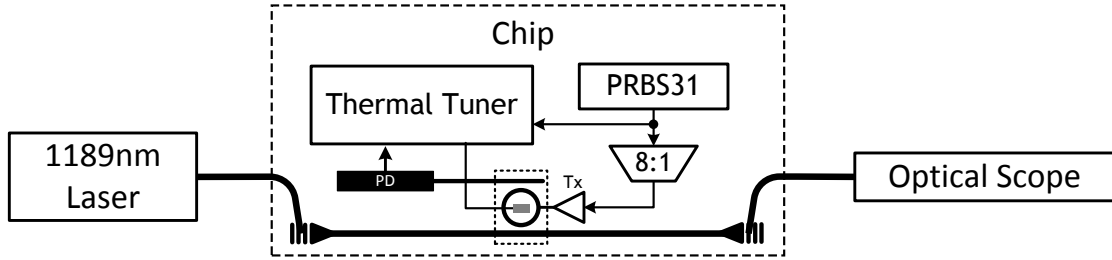 Chip
Thermal Tuner
PRBS31
8:1
PD
Tx
1189nm
Laser
Optical Scope